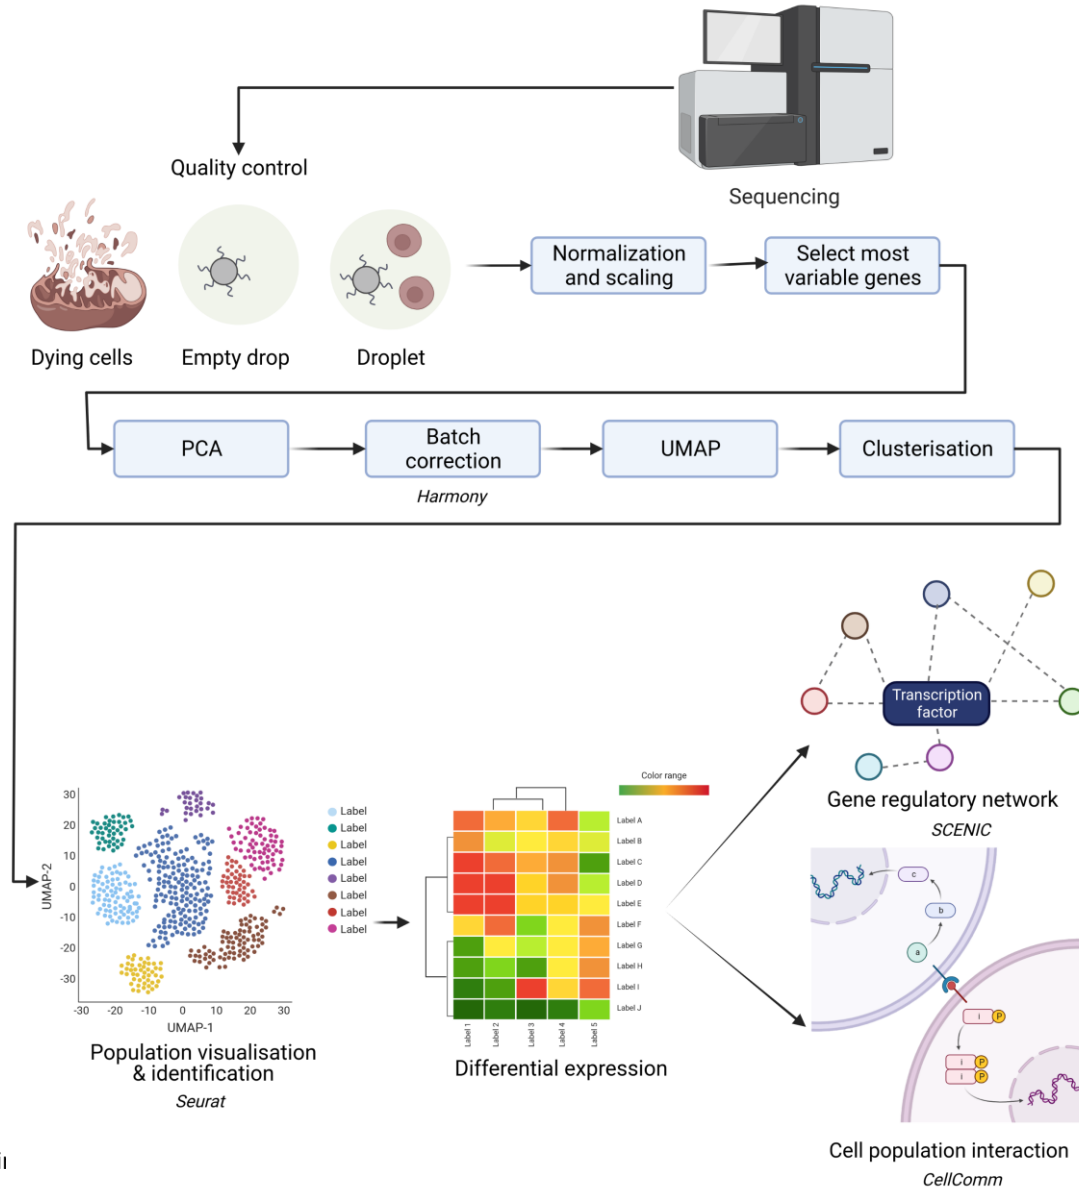 Sequencing
Quality control
Dying cells
Empty drop
Droplet
Normalization
and scaling
Select most
variable genes
PCA
Batch
correction
Harmony
UMAP
Clusterisation
30
20
10
0
-10
-20
-30
UMAP-2
-30
-20
-10
0
10
20
30
UMAP-1
Label
Label
Label
Label
Label
Label
Label
Label
Population visualisation
& identification
Seurat
Color range
Label A
Label B
Label C
Label D
Label E
Label F
Label G
Label H
Label I
Label J
Label 1
Label 2
Label 3
Label 4
Label 5
Differential expression
Transcription
factor
Gene regulatory network
SCENIC
c
b
a
i
P
i
P
i
P
Cell population interaction
CellComm